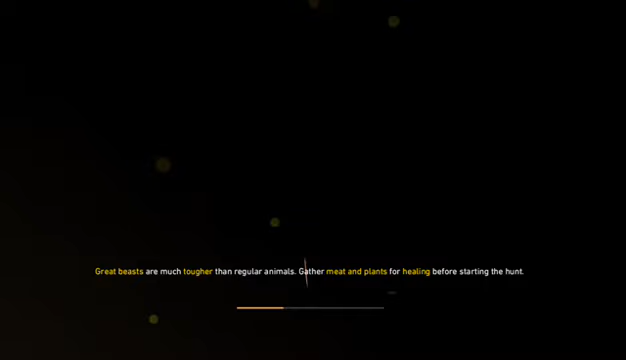 Great beasts are much tougher than regular animals. Gather meat and plants for healing before starting the hunt.